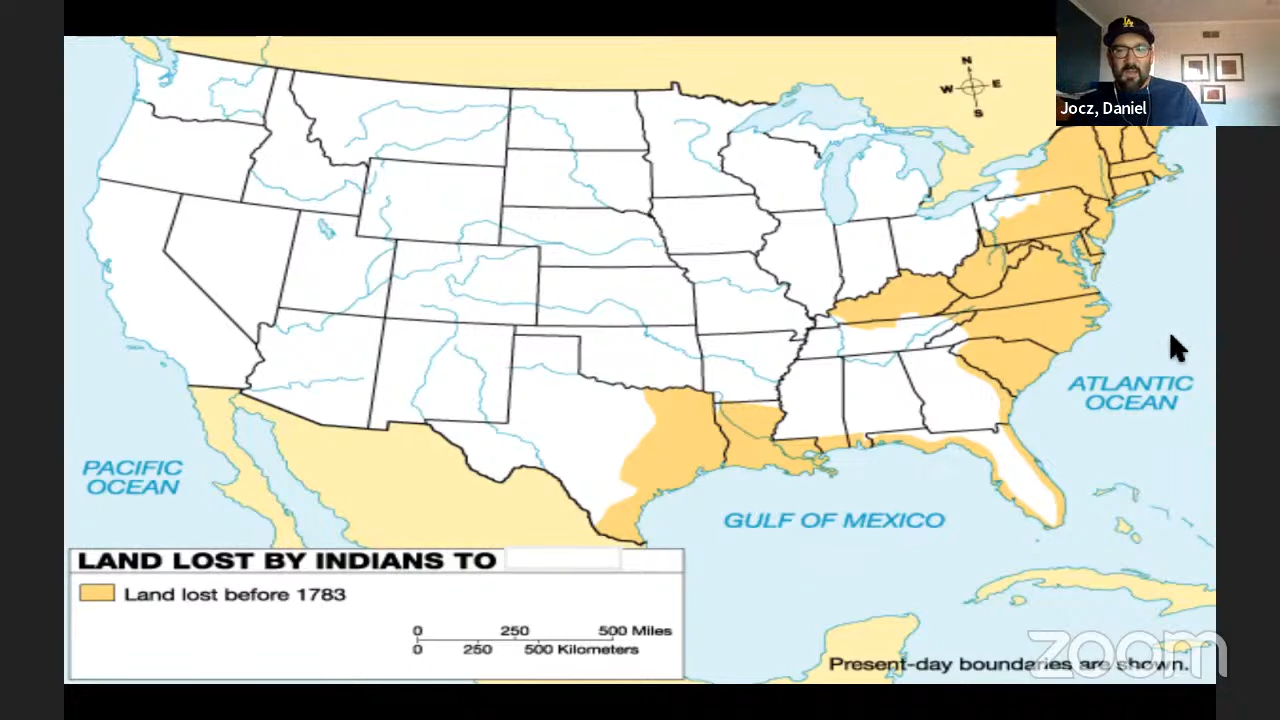 LA
Jocz, Daniel
N
W E
S
ATLANTIC
OCEAN
PACIFIC
OCEAN
GULF OF MEXICO
LAND LOST BY INDIANS TO
Land lost before 1783
0 250 500 Miles
0 250 500 Kilometers
Present-day boundaries are shown.
zoom